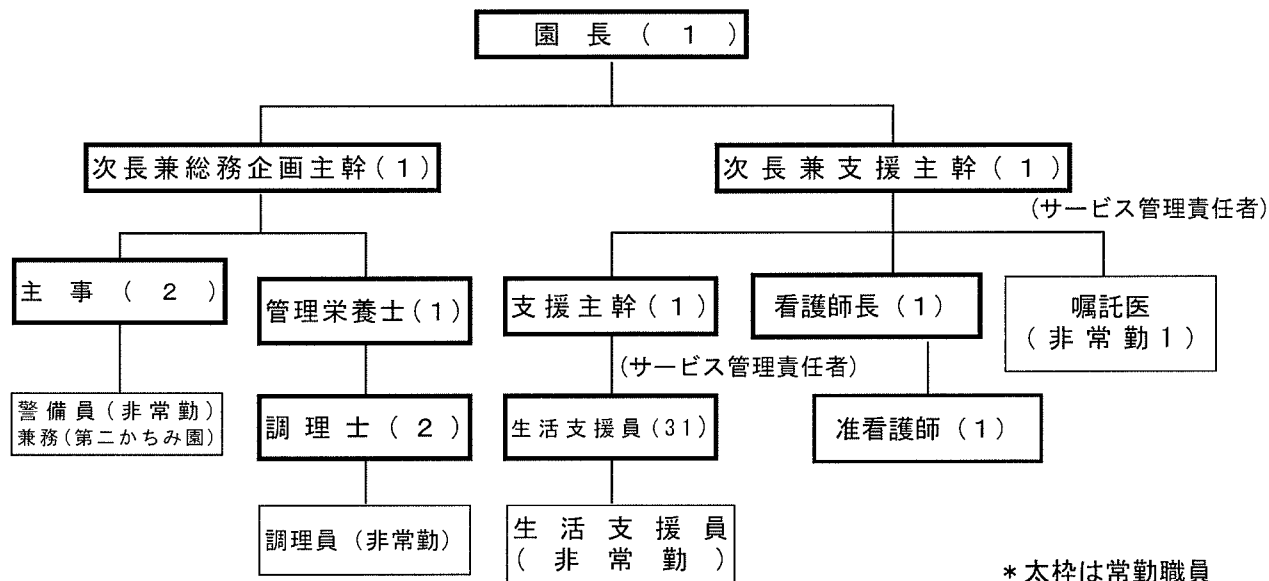 園長（1）
次長兼総務企画主幹(1)
次長兼支援主幹（1）
(サービス管理責任者)
主事（2）
管理栄養士(1)
支援主幹(1)
看護師長（1）
嘱託医
（非常勤1）
(サービス管理責任者)
警備員(非常勤)
兼務(第二かちみ園)
調理士（2）
生活支援員(31)
准看護師（1）
調理員（非常勤）
生活支援員
（非常勤）
＊太枠は常勤職員